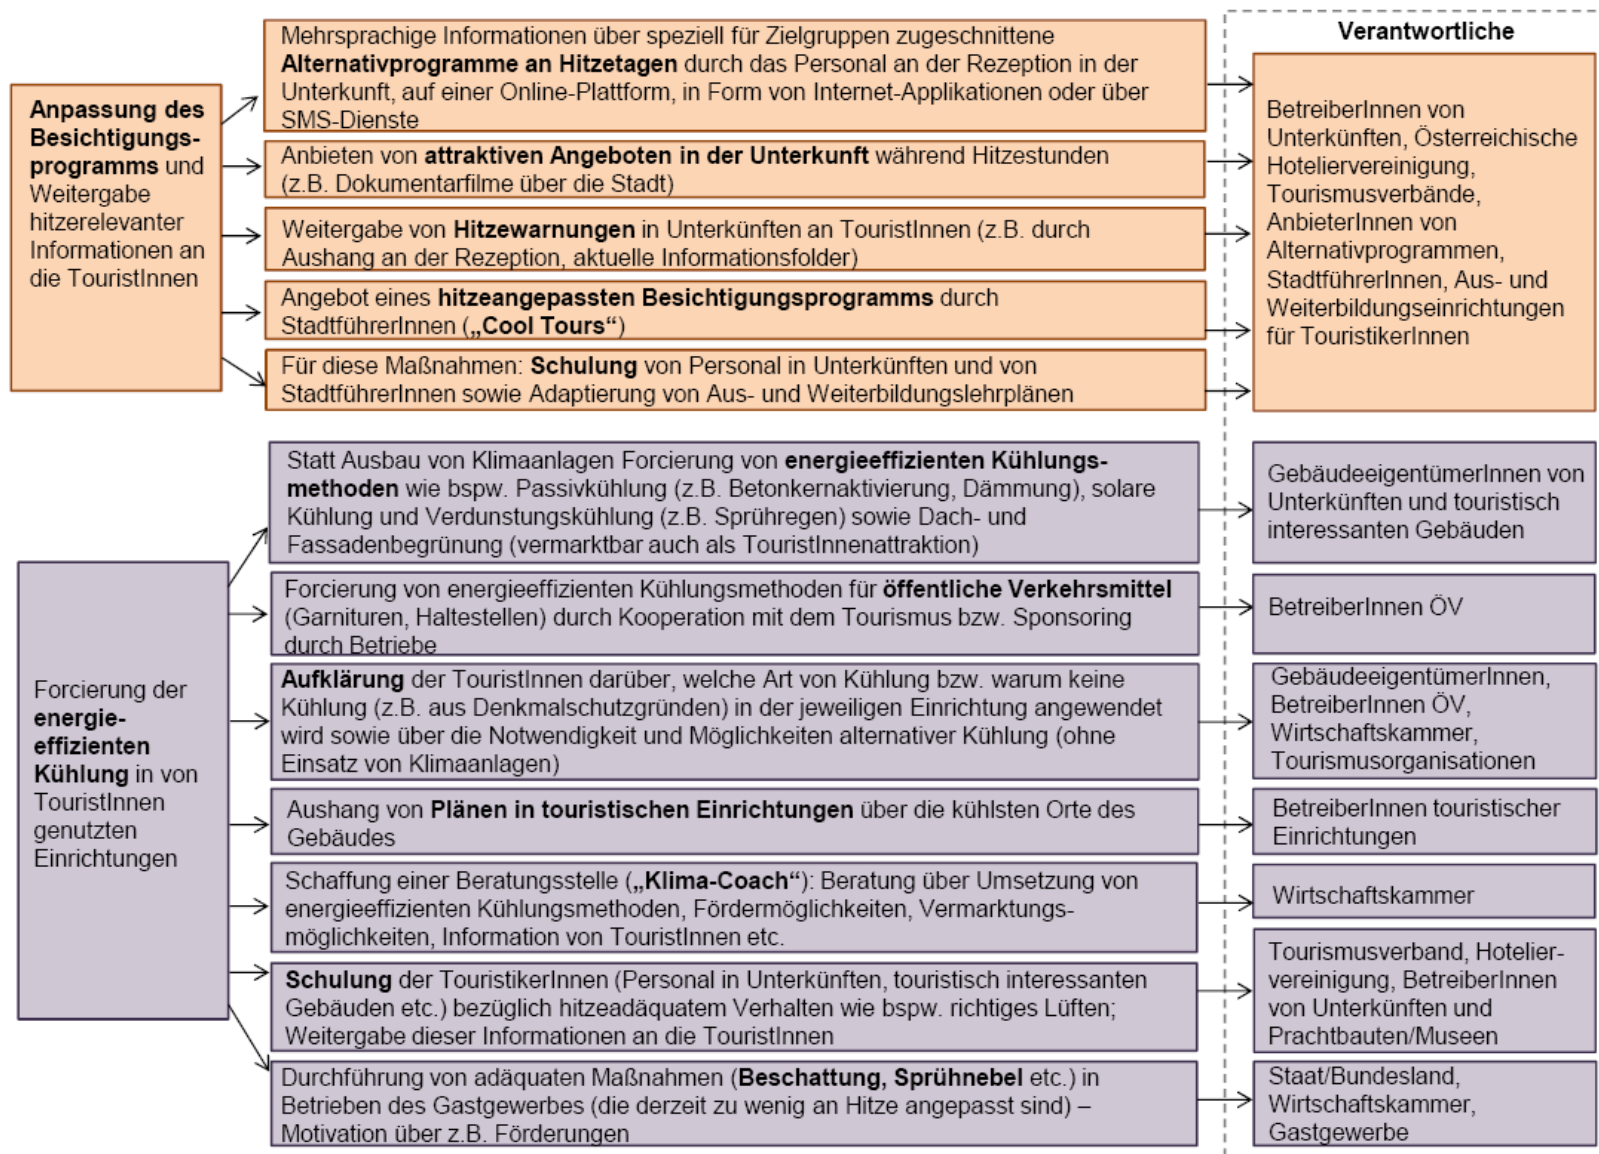 Verantwortliche
Anpassung des
Besichtigungs-
programms und
Weitergabe
hitzerelevanter
Informationen an
die TouristInnen
Mehrsprachige Informationen über speziell für Zielgruppen zugeschnittene
Alternativprogramme an Hitzetagen durch das Personal an der Rezeption in der
Unterkunft, auf einer Online-Plattform, in Form von Internet-Applikationen oder über
SMS-Dienste
Anbieten von attraktiven Angeboten in der Unterkunft während Hitzestunden
(z.B. Dokumentarfilme über die Stadt)
Weitergabe von Hitzewarnungen in Unterkünften an TouristInnen (z.B. durch
Aushang an der Rezeption, aktuelle Informationsfolder)
Angebot eines hitzeangepassten Besichtigungsprogramms durch
StadtführerInnen („Cool Tours“)
Für diese Maßnahmen: Schulung von Personal in Unterkünften und von
StadtführerInnen sowie Adaptierung von Aus- und Weiterbildungslehrplänen
BetreiberInnen von
Unterkünften, Österreichische
Hoteliervereinigung,
Tourismusverbände,
AnbieterInnen von
Alternativprogrammen,
StadtführerInnen, Aus- und
Weiterbildungseinrichtungen
für TouristikerInnen
Forcierung der
energie-
effizienten
Kühlung in von
TouristInnen
genutzten
Einrichtungen
Statt Ausbau von Klimaanlagen Forcierung von energieeffizienten Kühlungs-
methoden wie bspw. Passivkühlung (z.B. Betonkernaktivierung, Dämmung), solare
Kühlung und Verdunstungskühlung (z.B. Sprühregen) sowie Dach- und
Fassadenbegrünung (vermarktbar auch als TouristInnenattraktion)
GebäudeeigentümerInnen von
Unterkünften und touristisch
interessanten Gebäuden
Forcierung von energieeffizienten Kühlungsmethoden für öffentliche Verkehrsmittel
(Garnituren, Haltestellen) durch Kooperation mit dem Tourismus bzw. Sponsoring
durch Betriebe
BetreiberInnen ÖV
Aufklärung der TouristInnen darüber, welche Art von Kühlung bzw. warum keine
Kühlung (z.B. aus Denkmalschutzgründen) in der jeweiligen Einrichtung angewendet
wird sowie über die Notwendigkeit und Möglichkeiten alternativer Kühlung (ohne
Einsatz von Klimaanlagen)
GebäudeeigentümerInnen,
BetreiberInnen ÖV,
Wirtschaftskammer,
Tourismusorganisationen
Aushang von Plänen in touristischen Einrichtungen über die kühlsten Orte des
Gebäudes
BetreiberInnen touristischer
Einrichtungen
Schaffung einer Beratungsstelle („Klima-Coach“): Beratung über Umsetzung von
energieeffizienten Kühlungsmethoden, Fördermöglichkeiten, Vermarktungs-
möglichkeiten, Information von TouristInnen etc.
Wirtschaftskammer
Schulung der TouristikerInnen (Personal in Unterkünften, touristisch interessanten
Gebäuden etc.) bezüglich hitzeadäquatem Verhalten wie bspw. richtiges Lüften;
Weitergabe dieser Informationen an die TouristInnen
Tourismusverband, Hotelier-
vereinigung, BetreiberInnen
von Unterkünften und
Prachtbauten/Museen
Durchführung von adäquaten Maßnahmen (Beschattung, Sprühnebel etc.) in
Betrieben des Gastgewerbes (die derzeit zu wenig an Hitze angepasst sind) –
Motivation über z.B. Förderungen
Staat/Bundesland,
Wirtschaftskammer,
Gastgewerbe